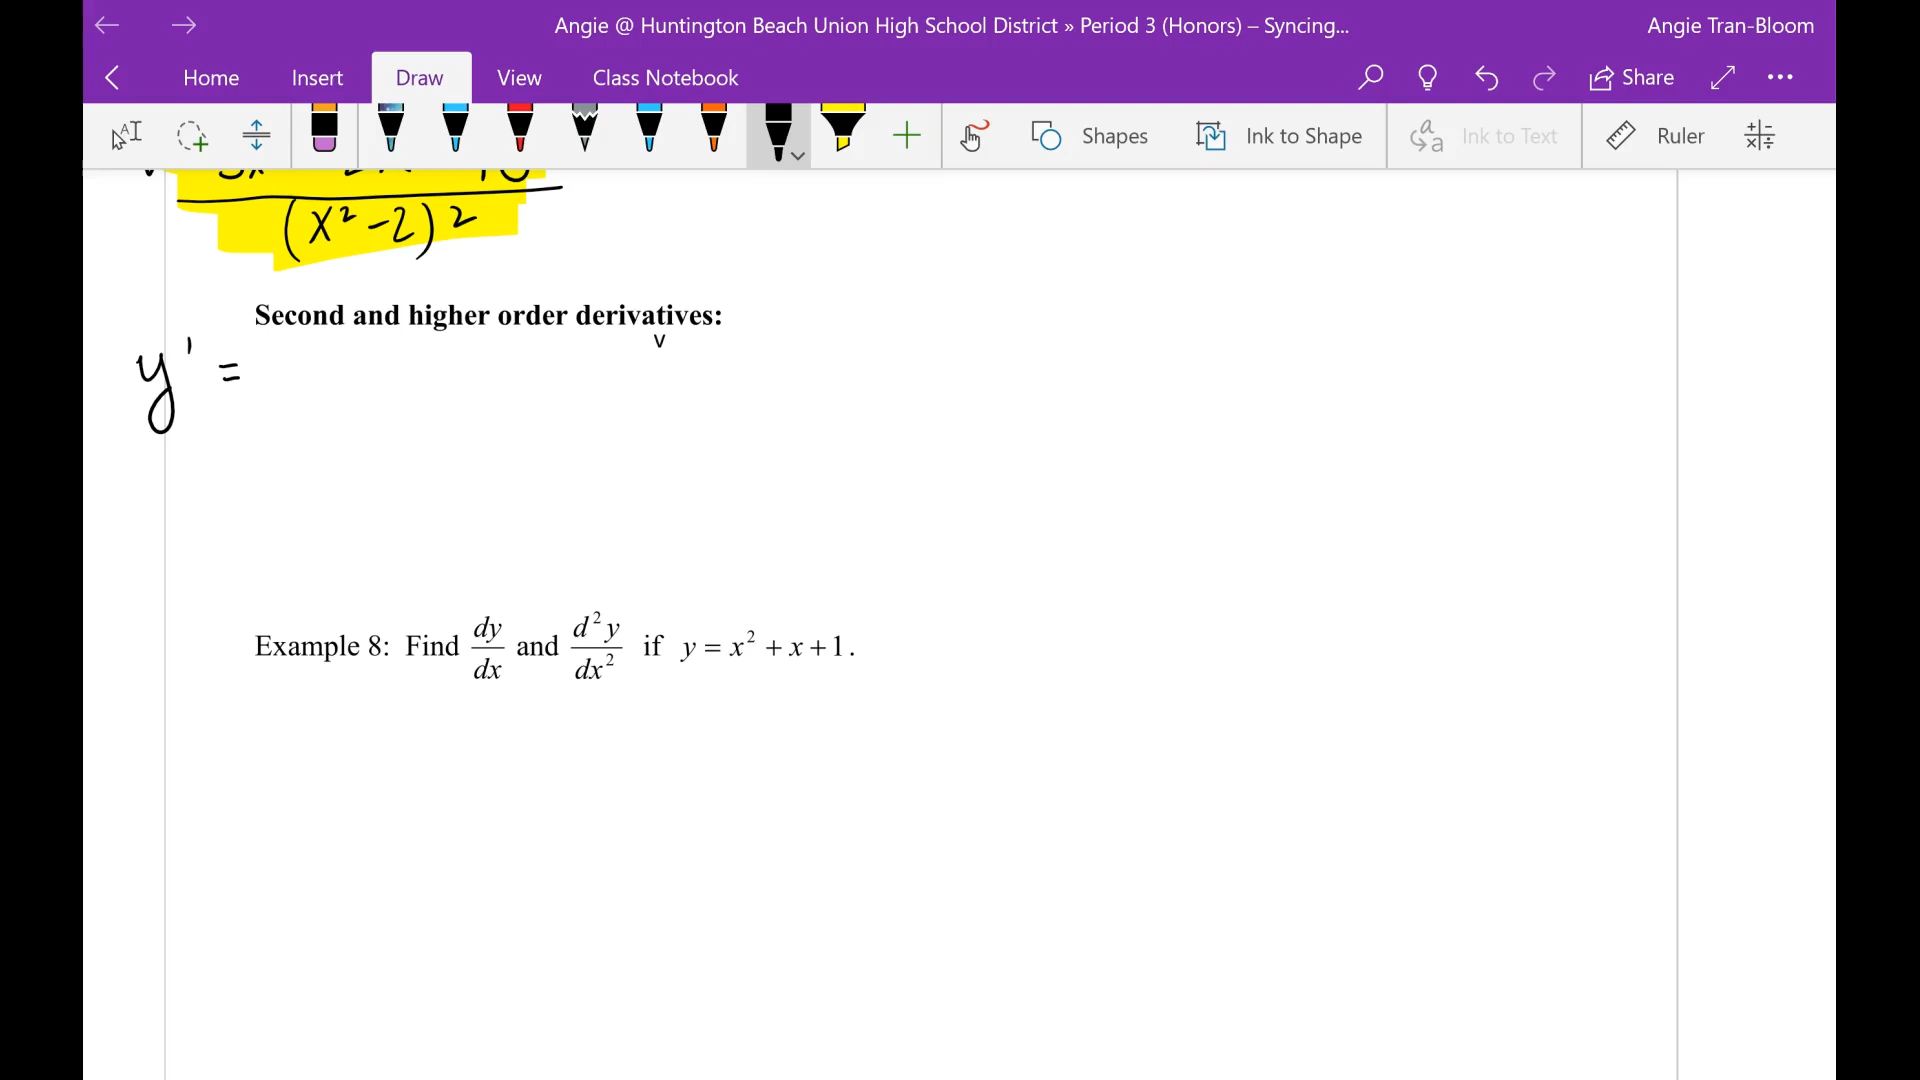 Angie @ Huntington Beach Union High School District » Period 3 (Honors) – Syncing...
Angie Tran-Bloom
Home Insert Draw View Class Notebook
Share
Shapes Ink to Shape Ink to Text Ruler
(x² -2)²
Second and higher order derivatives:
v
y' =
Example 8: Find dy/dx and d²y/dx² if y = x² + x + 1.